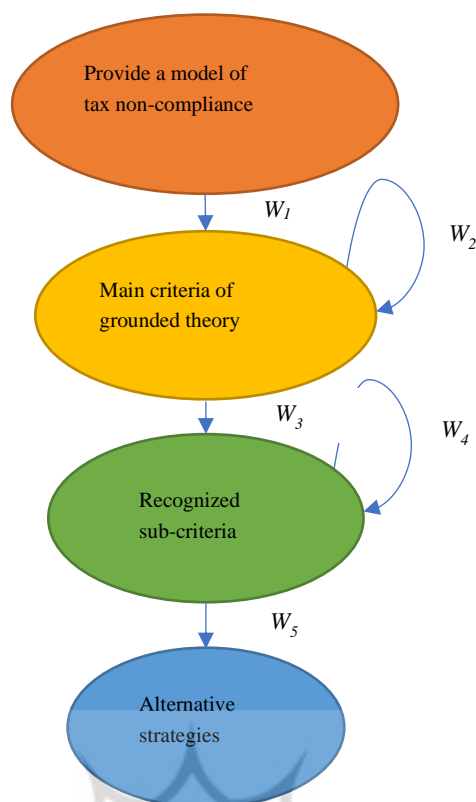 Provide a model of
tax non-compliance
W1
W2
Main criteria of
grounded theory
W3
W4
Recognized
sub-criteria
W5
Alternative
strategies